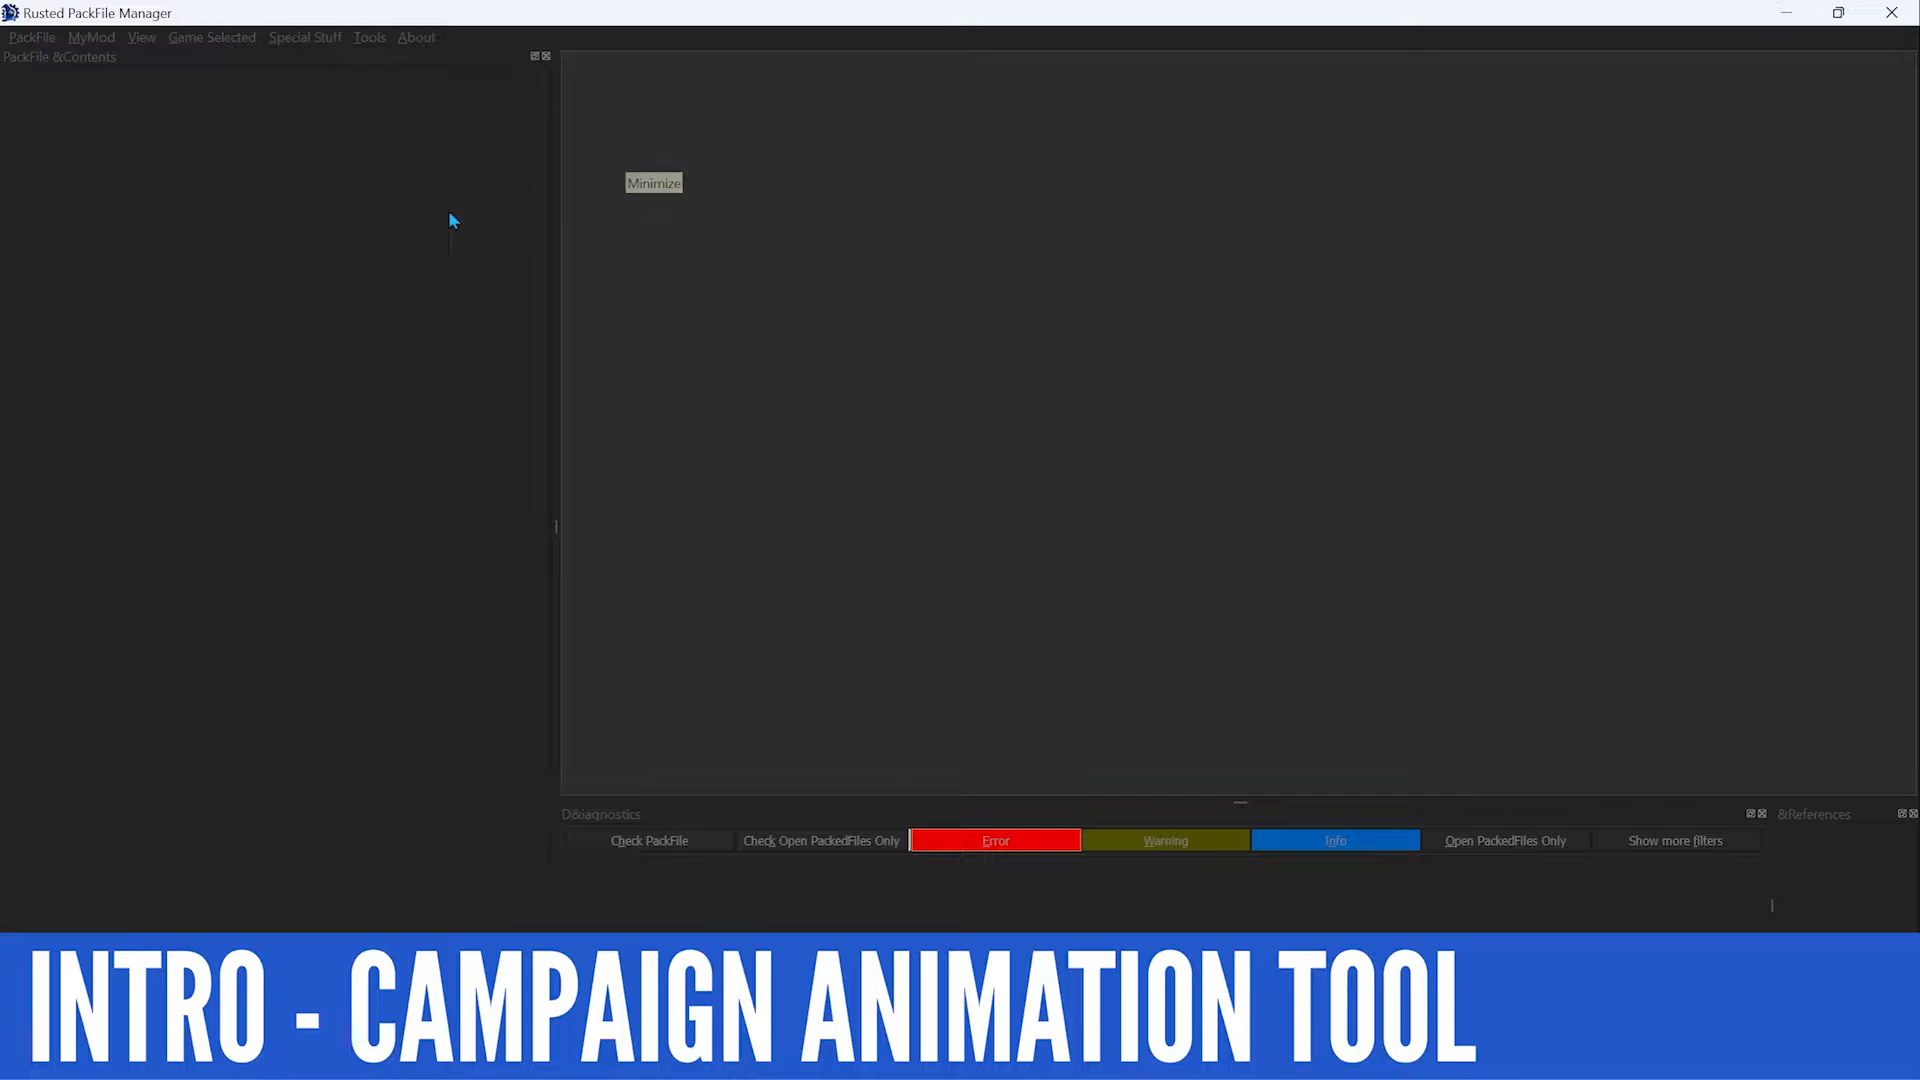 Rusted PackFile Manager
PackFile MyMod View Game Selected Special Stuff Tools About
PackFile &Contents
Minimize
D&iagnostics
&References
Check PackFile Check Open PackedFiles Only Error Warning Info Open PackedFiles Only Show more filters
INTRO - CAMPAIGN ANIMATION TOOL